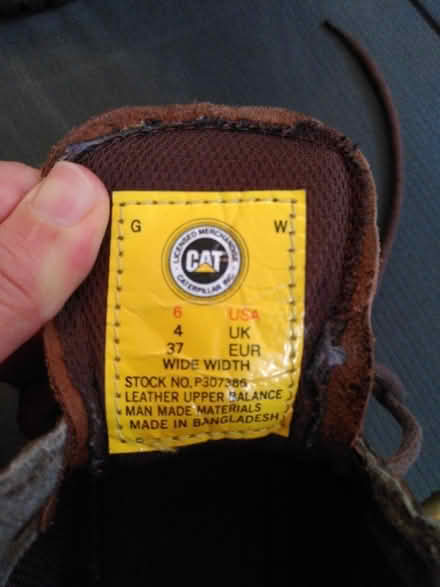 G W
LICENSED MERCHANDISE
CAT
CATERPILLAR INC.
6 USA
4 UK
37 EUR
WIDE WIDTH
STOCK NO. P307386
LEATHER UPPER BALANCE
MAN MADE MATERIALS
MADE IN BANGLADESH